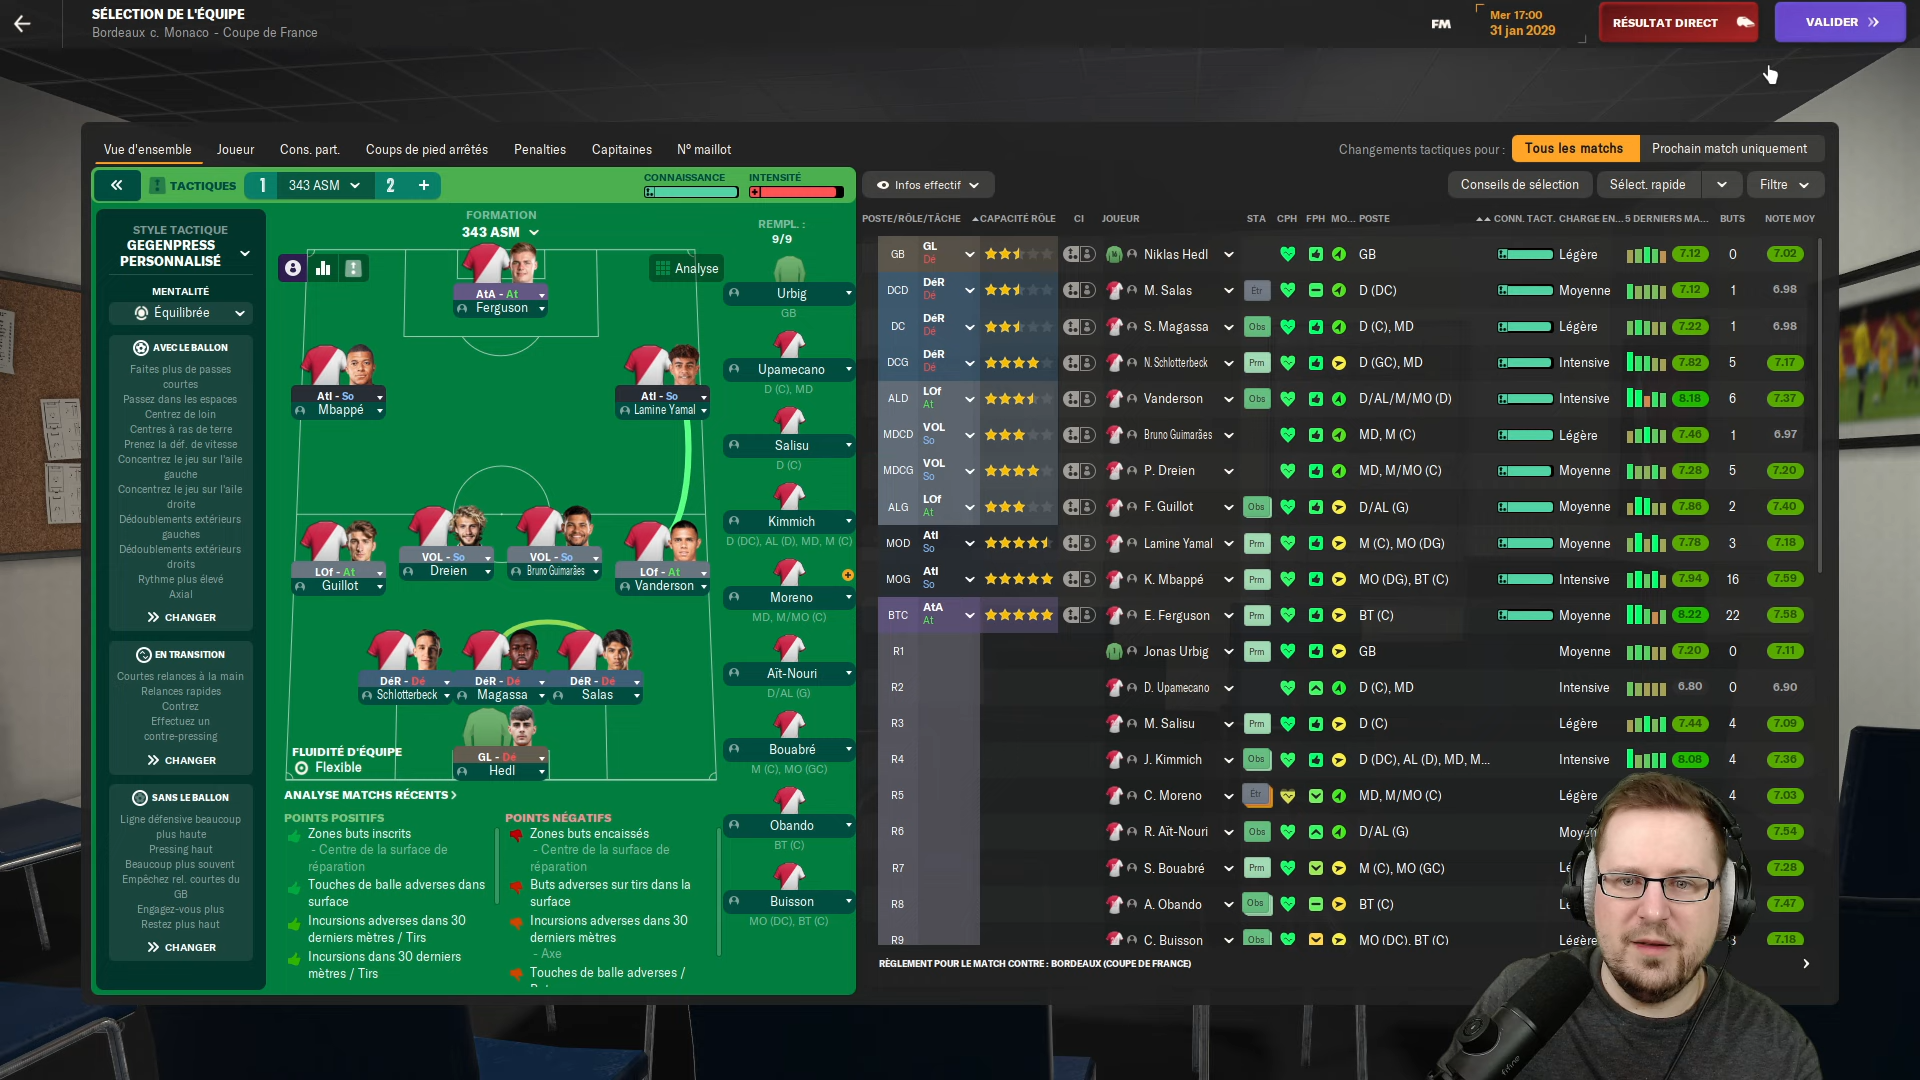 SÉLECTION DE L'ÉQUIPE
Bordeaux c. Monaco - Coupe de France
FM
Mer 17:00
31 jan 2029
RÉSULTAT DIRECT
VALIDER
Vue d'ensemble
Joueur
Cons. part.
Coups de pied arrêtés
Penalties
Capitaines
Nº maillot
Changements tactiques pour :
Tous les matchs
Prochain match uniquement
TACTIQUES
1
343 ASM
2
CONNAISSANCE
INTENSITÉ
Infos effectif
Conseils de sélection
Sélect. rapide
Filtre
STYLE TACTIQUE
GEGENPRESS
PERSONNALISÉ
MENTALITÉ
Équilibrée
AVEC LE BALLON
Faites plus de passes
courtes
Passez dans les espaces
Centrez de loin
Centres à ras de terre
Prenez la déf. de vitesse
Concentrez le jeu sur l'aile
gauche
Concentrez le jeu sur l'aile
droite
Dédoublements extérieurs
gauches
Dédoublements extérieurs
droits
Rythme plus élevé
Axial
CHANGER
EN TRANSITION
Courtes relances à la main
Relances rapides
Contrez
Effectuez un
contre-pressing
CHANGER
SANS LE BALLON
Ligne défensive beaucoup
plus haute
Pressing haut
Beaucoup plus souvent
Empêchez rel. courtes du
GB
Engagez-vous plus
Restez plus haut
CHANGER
FORMATION
343 ASM
Analyse
AtA - At
Ferguson
AtI - So
Mbappé
AtI - So
Lamine Yamal
LOf - At
Guillot
VOL - So
Dreien
VOL - So
Bruno Guimarães
LOf - At
Vanderson
DéR - Dé
Schlotterbeck
DéR - Dé
Magassa
DéR - Dé
Salas
GL - Dé
Hedl
FLUIDITÉ D'ÉQUIPE
Flexible
REMPL. :
9/9
Urbig
GB
Upamecano
D (C), MD
Salisu
D (C)
Kimmich
D (DC), AL (D), MD, M (C)
Moreno
MD, M/MO (C)
Aït-Nouri
D/AL (G)
Bouabré
M (C), MO (GC)
Obando
BT (C)
Buisson
MO (DC), BT (C)
ANALYSE MATCHS RÉCENTS
POINTS POSITIFS
Zones buts inscrits
- Centre de la surface de
réparation
Touches de balle adverses dans
surface
Incursions adverses dans 30
derniers mètres / Tirs
Incursions dans 30 derniers
mètres / Tirs
POINTS NÉGATIFS
Zones buts encaissés
- Centre de la surface de
réparation
Buts adverses sur tirs dans la
surface
Incursions adverses dans 30
derniers mètres
- Axe
Touches de balle adverses /
POSTE/RÔLE/TÂCHE CAPACITÉ RÔLE CI JOUEUR STA CPH FPH MO... POSTE CONN. TACT. CHARGE EN... 5 DERNIERS MA... BUTS NOTE MOY
GB GL Dé Niklas Hedl GB Légère 7.12 0 7.02
DCD DéR Dé M. Salas Étr D (DC) Moyenne 7.12 1 6.98
DC DéR Dé S. Magassa Obs D (C), MD Légère 7.22 1 6.98
DCG DéR Dé N. Schlotterbeck Prm D (GC), MD Intensive 7.82 5 7.17
ALD LOf At Vanderson Obs D/AL/M/MO (D) Intensive 8.18 6 7.37
MDCD VOL So Bruno Guimarães MD, M (C) Légère 7.46 1 6.97
MDCG VOL So P. Dreien MD, M/MO (C) Moyenne 7.28 5 7.20
ALG LOf At F. Guillot Obs D/AL (G) Moyenne 7.86 2 7.40
MOD AtI So Lamine Yamal Prm M (C), MO (DG) Moyenne 7.78 3 7.18
MOG AtI So K. Mbappé Prm MO (DG), BT (C) Intensive 7.94 16 7.59
BTC AtA At E. Ferguson Prm BT (C) Moyenne 8.22 22 7.58
R1 Jonas Urbig Prm GB Moyenne 7.20 0 7.11
R2 D. Upamecano D (C), MD Intensive 6.80 0 6.90
R3 M. Salisu Prm D (C) Légère 7.44 4 7.09
R4 J. Kimmich Obs D (DC), AL (D), MD, M... Intensive 8.08 4 7.36
R5 C. Moreno Étr MD, M/MO (C) Légère 4 7.03
R6 R. Aït-Nouri Obs D/AL (G) 7.54
R7 S. Bouabré Prm M (C), MO (GC) 7.28
R8 A. Obando Obs BT (C) 7.47
R9 C. Buisson Obs MO (DC), BT (C) 7.18
RÈGLEMENT POUR LE MATCH CONTRE : BORDEAUX (COUPE DE FRANCE)
fifine